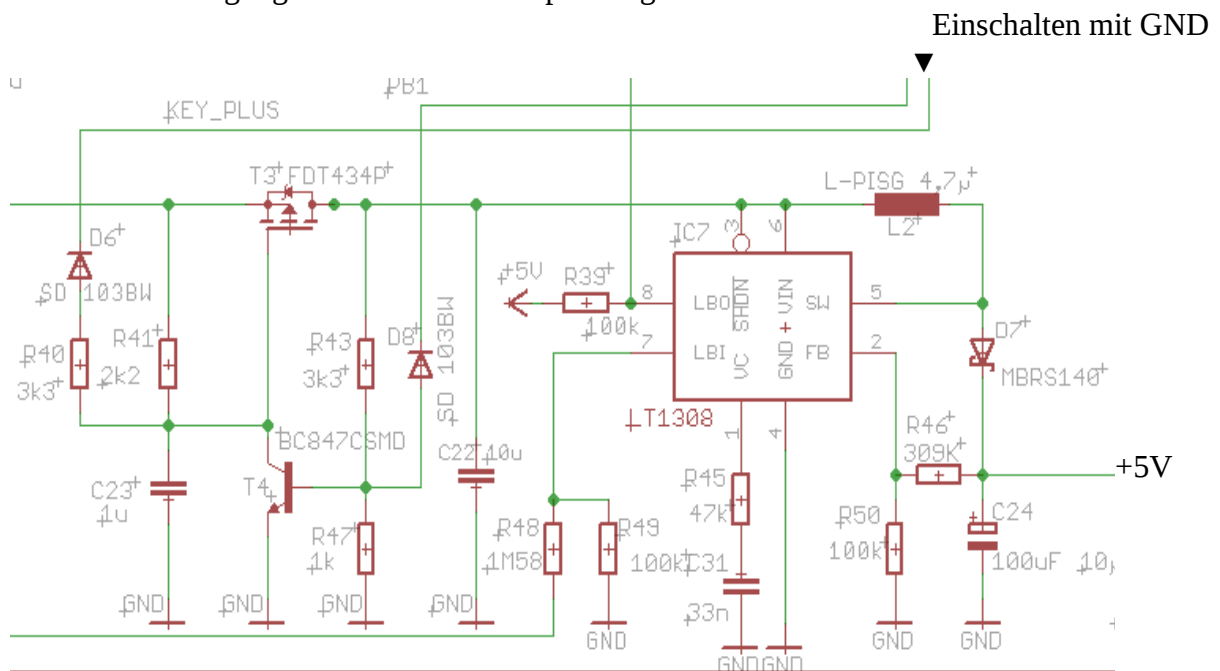 Einschalten mit GND
▼
PB1
KEY_PLUS
T3 FDT434P
L-PISG 4,7µ
L2
D6
SD 103BW
IC7
3
6
+5V
R39
100k
8
LBO
SHDN
VIN
SW
5
D8
SD 103BW
D7
MBRS140
R40
3k3
R41
2k2
R43
3k3
7
LBI
VC
GND
FB
2
LT1308
1
4
R46
309K
+5V
BC847CSMD
C22 10u
C23
1u
T4
R45
47k
R47
1k
R48
1M58
R49
100k
C31
33n
R50
100k
C24
100uF
GND
GND
GND
GND
GND
GND
GND
GND
GND